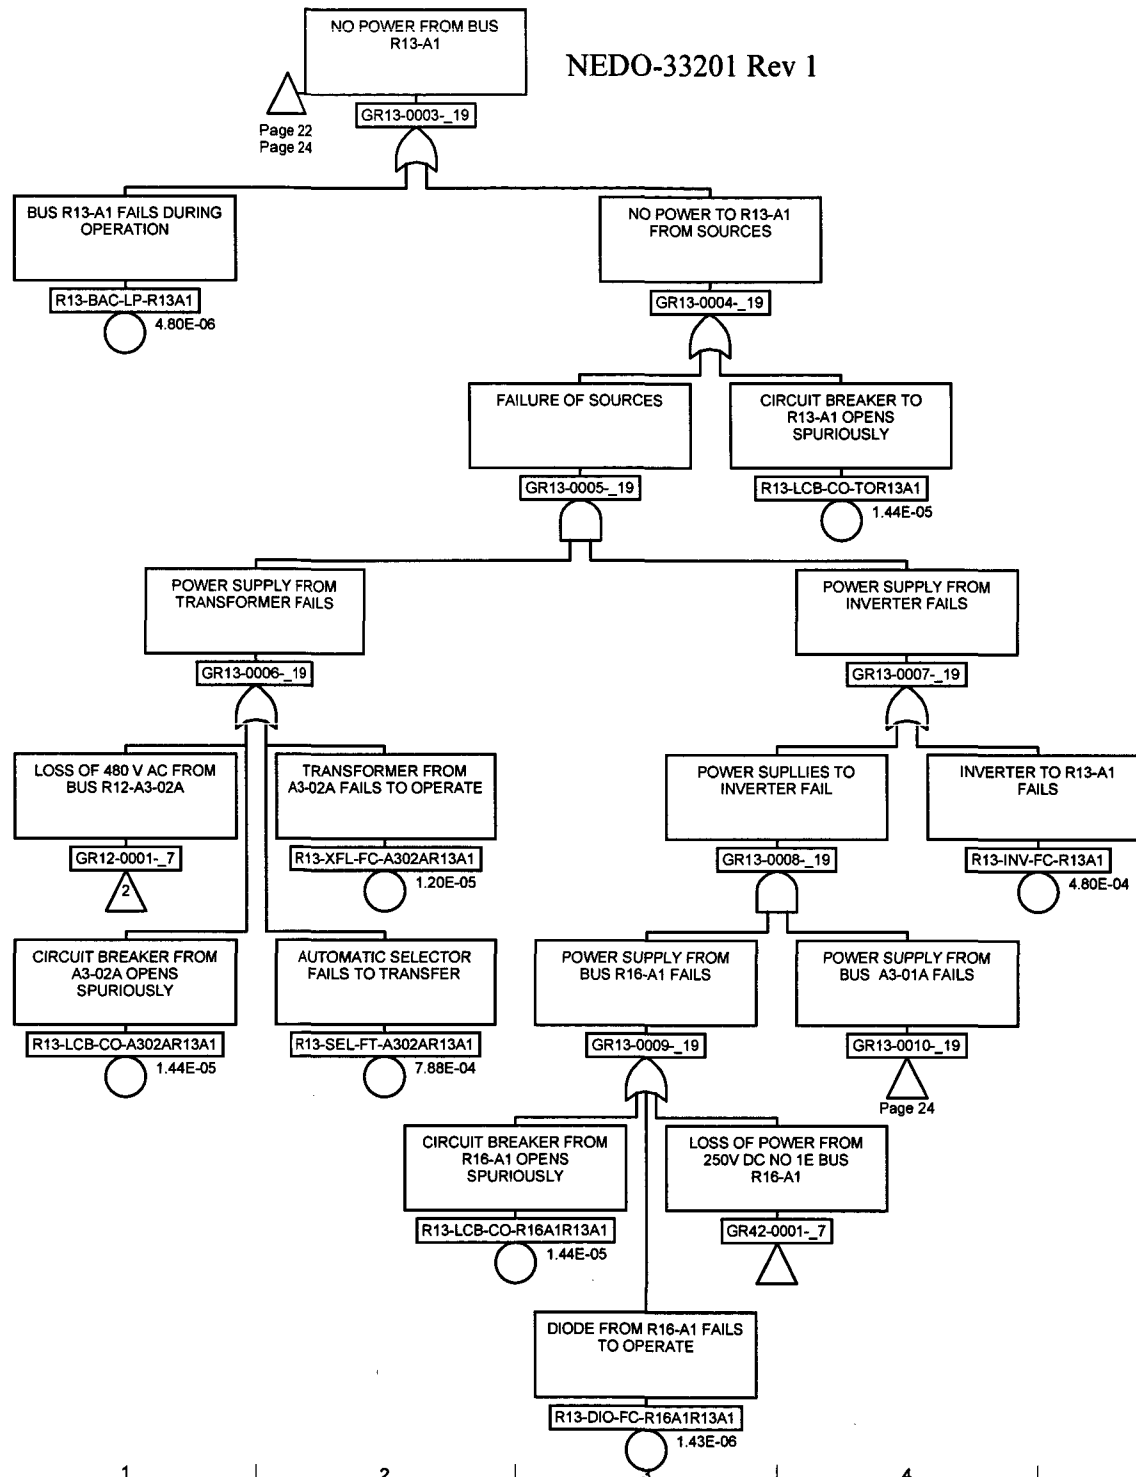 NO POWER FROM BUS
R13-A1
NEDO-33201 Rev 1
GR13-0003-_19
Page 22
Page 24
BUS R13-A1 FAILS DURING
OPERATION
R13-BAC-LP-R13A1
4.80E-06
NO POWER TO R13-A1
FROM SOURCES
GR13-0004-_19
FAILURE OF SOURCES
GR13-0005-_19
CIRCUIT BREAKER TO
R13-A1 OPENS
SPURIOUSLY
R13-LCB-CO-TOR13A1
1.44E-05
POWER SUPPLY FROM
TRANSFORMER FAILS
GR13-0006-_19
POWER SUPPLY FROM
INVERTER FAILS
GR13-0007-_19
LOSS OF 480 V AC FROM
BUS R12-A3-02A
GR12-0001-_7
2
TRANSFORMER FROM
A3-02A FAILS TO OPERATE
R13-XFL-FC-A302AR13A1
1.20E-05
POWER SUPLLIES TO
INVERTER FAIL
GR13-0008-_19
INVERTER TO R13-A1
FAILS
R13-INV-FC-R13A1
4.80E-04
CIRCUIT BREAKER FROM
A3-02A OPENS
SPURIOUSLY
R13-LCB-CO-A302AR13A1
1.44E-05
AUTOMATIC SELECTOR
FAILS TO TRANSFER
R13-SEL-FT-A302AR13A1
7.88E-04
POWER SUPPLY FROM
BUS R16-A1 FAILS
GR13-0009-_19
POWER SUPPLY FROM
BUS A3-01A FAILS
GR13-0010-_19
Page 24
CIRCUIT BREAKER FROM
R16-A1 OPENS
SPURIOUSLY
R13-LCB-CO-R16A1R13A1
1.44E-05
LOSS OF POWER FROM
250V DC NO 1E BUS
R16-A1
GR42-0001-_7
DIODE FROM R16-A1 FAILS
TO OPERATE
R13-DIO-FC-R16A1R13A1
1.43E-06
1 2 3 4